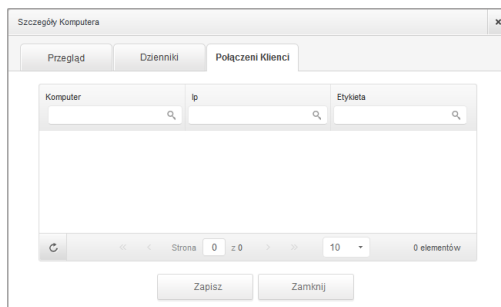 Szczegóły Komputera
Przegląd Dzienniki Połączeni Klienci
Komputer Ip Etykieta
Strona 0 z 0 10 0 elementów
Zapisz Zamknij